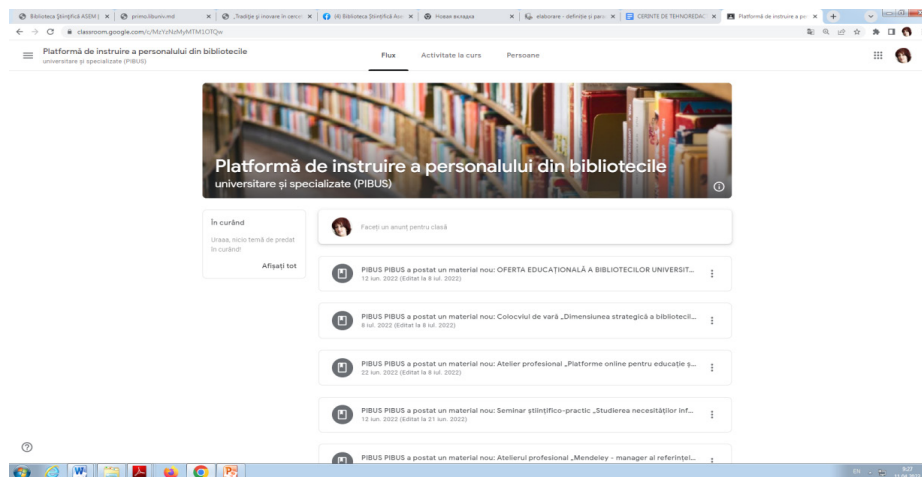 Biblioteca Științifică ASEM |
primo.libuniv.md
„Tradiție și inovare în cercet
(4) Biblioteca Științifică Ase
Новая вкладка
elaborare - definiție și para
CERINȚE DE TEHNOREDAC
Platformă de instruire a per
classroom.google.com/c/MzYzNzMyMTM1OTQw
Platformă de instruire a personalului din bibliotecile
universitare și specializate (PIBUS)
Flux
Activitate la curs
Persoane
Platformă de instruire a personalului din bibliotecile
universitare și specializate (PIBUS)
În curând
Uraaa, nicio temă de predat
în curând!
Afișați tot
Faceți un anunț pentru clasă
PIBUS PIBUS a postat un material nou: OFERTA EDUCAȚIONALĂ A BIBLIOTECILOR UNIVERSIT...
12 iun. 2022 (Editat la 8 iul. 2022)
PIBUS PIBUS a postat un material nou: Colocviul de vară „Dimensiunea strategică a bibliotecil...
8 iul. 2022 (Editat la 8 iul. 2022)
PIBUS PIBUS a postat un material nou: Atelier profesional „Platforme online pentru educație ș...
22 iun. 2022 (Editat la 8 iul. 2022)
PIBUS PIBUS a postat un material nou: Seminar științifico-practic „Studierea necesităților inf...
12 iun. 2022 (Editat la 21 iun. 2022)
PIBUS PIBUS a postat un material nou: Atelierul profesional „Mendeley - manager al referințel...
EN
9:27